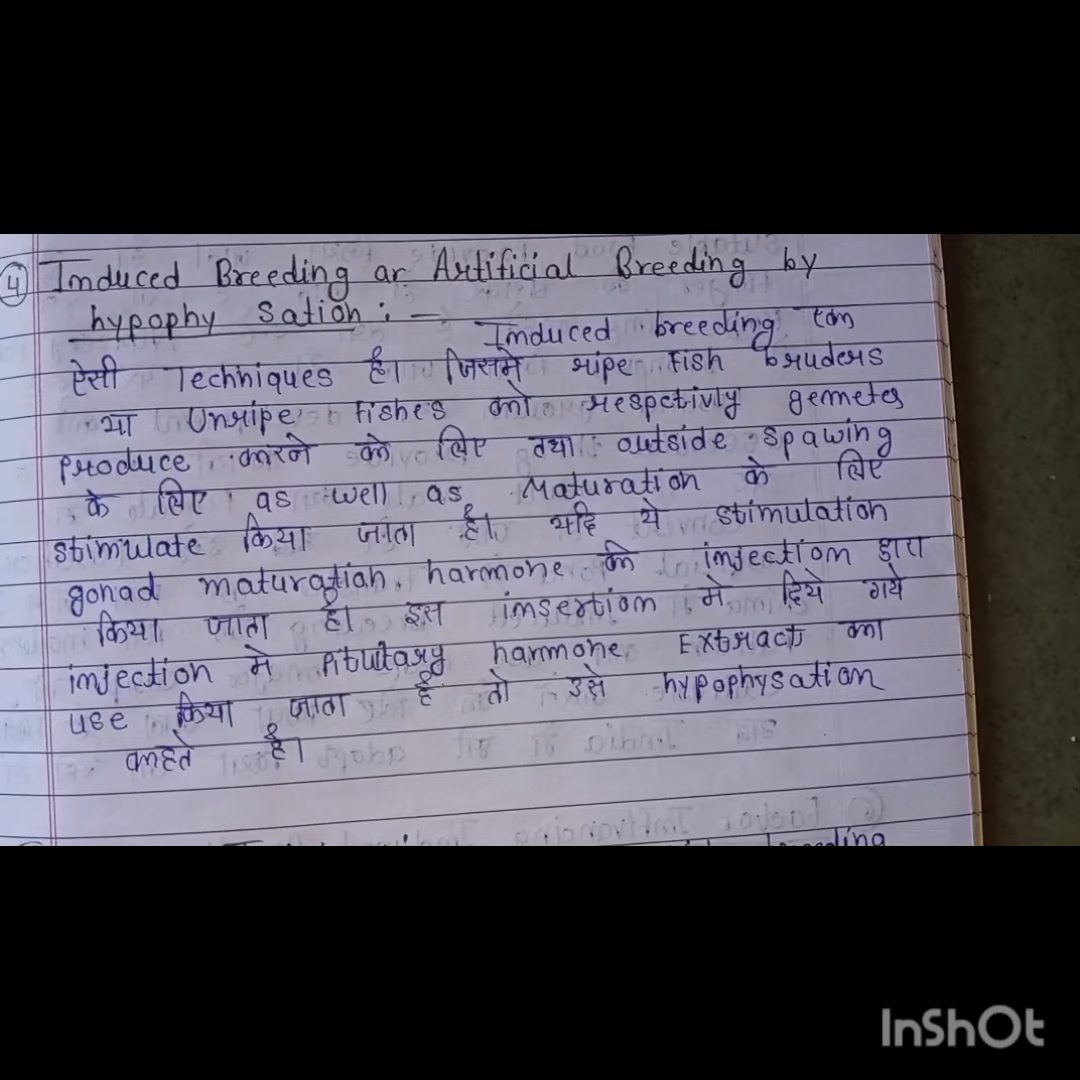 4 Induced Breeding or Artificial Breeding by
hypophy sation : - Induced breeding एक
ऐसी Techniques है। जिसमे ripe Fish bruders
या Unripe Fishes को respctivly gemetes
produce करने के लिए तथा outside spawing
के लिए as well as Maturation के लिए
stimulate किया जाता है। यदि ये stimulation
gonad maturation harmone की injection द्वारा
किया जाता है। इस insertion मे दिये गये
injection मे Pituitary harmone Extract का
use किया जाता है तो उसे hypophysation
कहते है।
InShOt